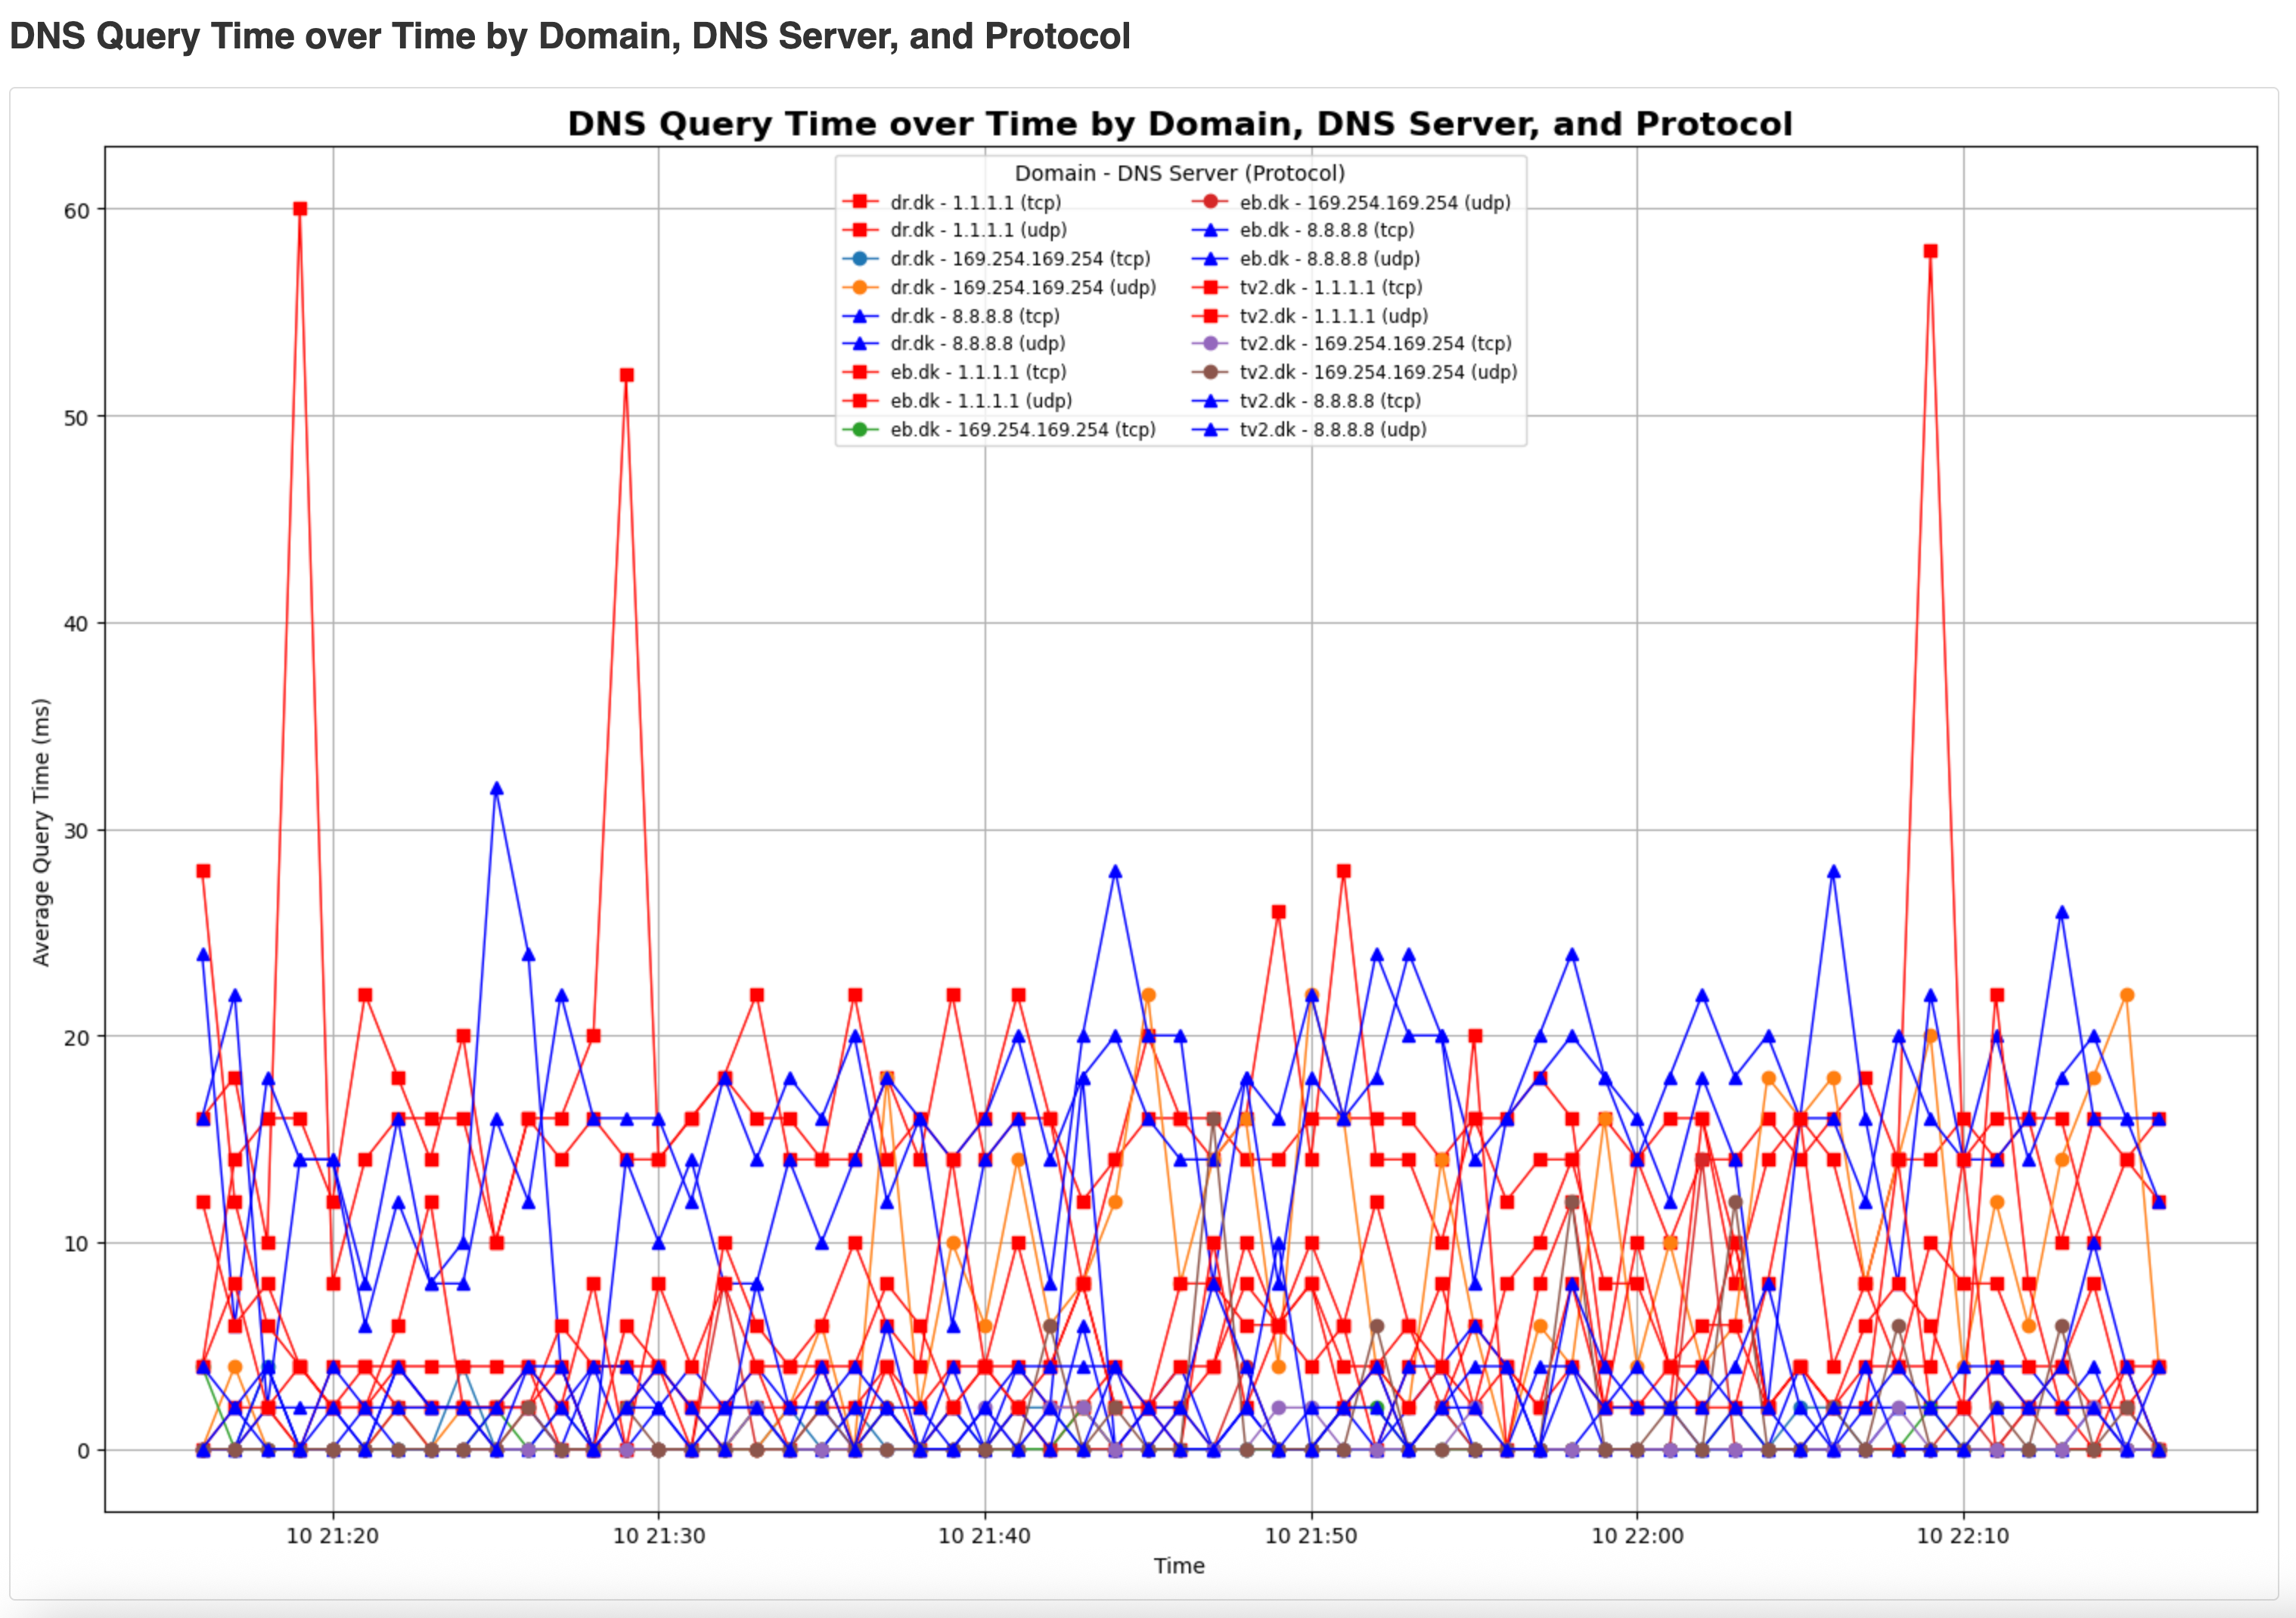 DNS Query Time over Time by Domain, DNS Server, and Protocol
DNS Query Time over Time by Domain, DNS Server, and Protocol
Domain - DNS Server (Protocol)
dr.dk - 1.1.1.1 (tcp)
dr.dk - 1.1.1.1 (udp)
dr.dk - 169.254.169.254 (tcp)
dr.dk - 169.254.169.254 (udp)
dr.dk - 8.8.8.8 (tcp)
dr.dk - 8.8.8.8 (udp)
eb.dk - 1.1.1.1 (tcp)
eb.dk - 1.1.1.1 (udp)
eb.dk - 169.254.169.254 (tcp)
eb.dk - 169.254.169.254 (udp)
eb.dk - 8.8.8.8 (tcp)
eb.dk - 8.8.8.8 (udp)
tv2.dk - 1.1.1.1 (tcp)
tv2.dk - 1.1.1.1 (udp)
tv2.dk - 169.254.169.254 (tcp)
tv2.dk - 169.254.169.254 (udp)
tv2.dk - 8.8.8.8 (tcp)
tv2.dk - 8.8.8.8 (udp)
Average Query Time (ms)
60
50
40
30
20
10
0
10 21:20
10 21:30
10 21:40
10 21:50
10 22:00
10 22:10
Time